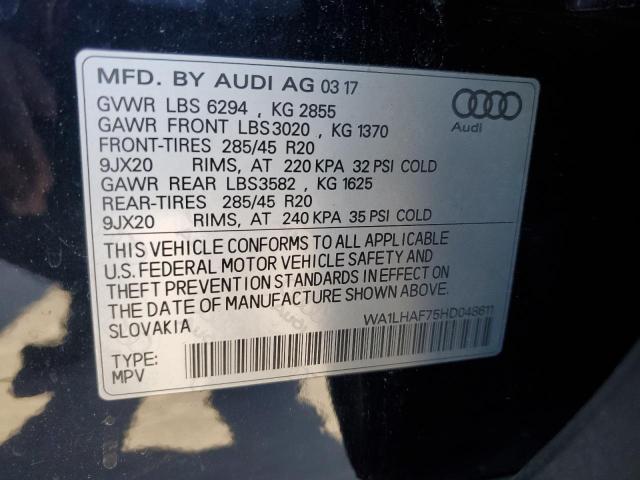 MFD. BY AUDI AG 03 17
GVWR LBS 6294 , KG 2855
GAWR FRONT LBS3020 , KG 1370
FRONT-TIRES 285/45 R20
9JX20 RIMS, AT 220 KPA 32 PSI COLD
GAWR REAR LBS3582 , KG 1625
REAR-TIRES 285/45 R20
9JX20 RIMS, AT 240 KPA 35 PSI COLD
Audi
THIS VEHICLE CONFORMS TO ALL APPLICABLE
U.S. FEDERAL MOTOR VEHICLE SAFETY AND
THEFT PREVENTION STANDARDS IN EFFECT ON
THE DATE OF MANUFACTURE SHOWN ABOVE
SLOVAKIA
WA1LHAF75HD048611
TYPE:
MPV